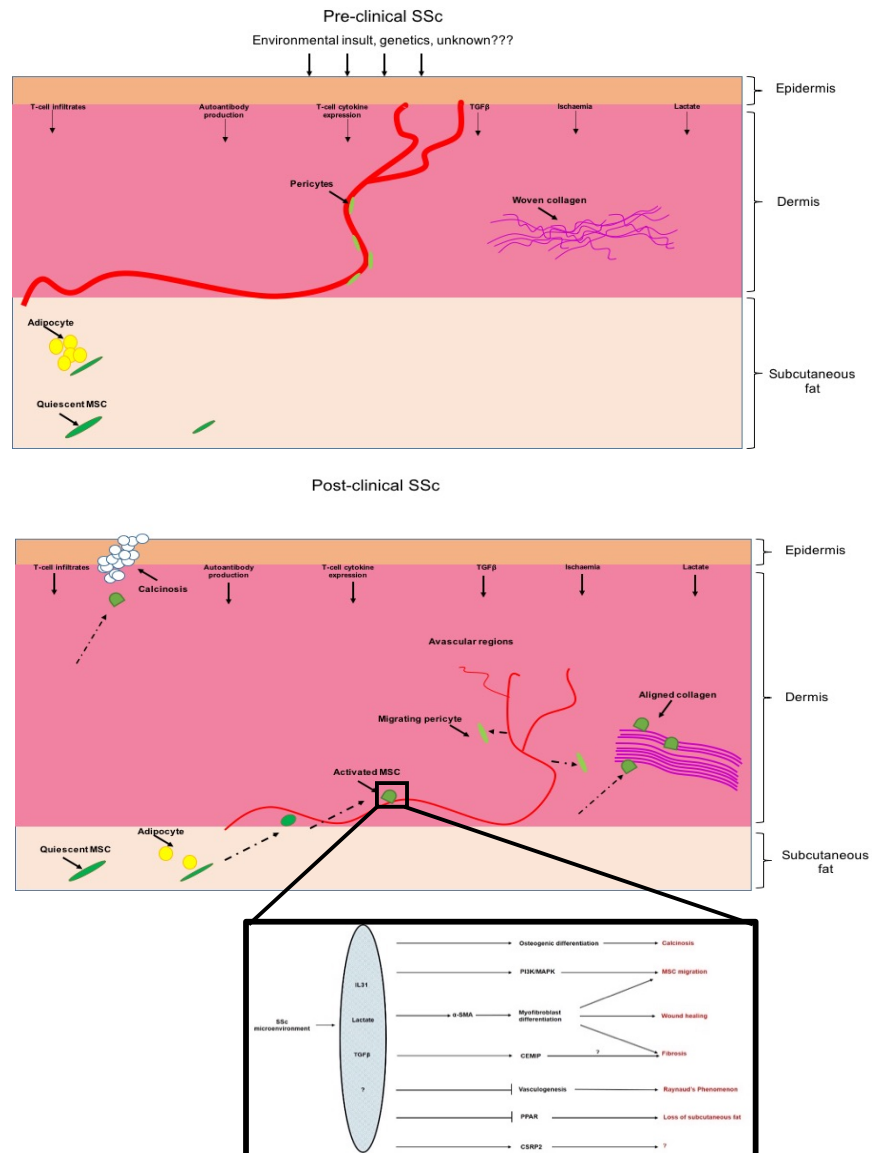 Pre-clinical SSc
Environmental insult, genetics, unknown???
Epidermis
T-cell infiltrates
Autoantibody
production
T-cell cytokine
expression
TGFβ
Ischaemia
Lactate
Pericytes
Woven collagen
Dermis
Adipocyte
Quiescent MSC
Subcutaneous
fat
Post-clinical SSc
Epidermis
T-cell infiltrates
Autoantibody
production
T-cell cytokine
expression
TGFβ
Ischaemia
Lactate
Calcinosis
Avascular regions
Aligned collagen
Dermis
Migrating pericyte
Activated MSC
Adipocyte
Quiescent MSC
Subcutaneous
fat
SSc
microenvironment
IL31
Lactate
TGFβ
?
Osteogenic differentiation
Calcinosis
PI3K/MAPK
MSC migration
α-SMA
Myofibroblast
differentiation
Wound healing
CEMIP
?
Fibrosis
Vasculogenesis
Raynaud's Phenomenon
PPAR
Loss of subcutaneous fat
CSRP2
?